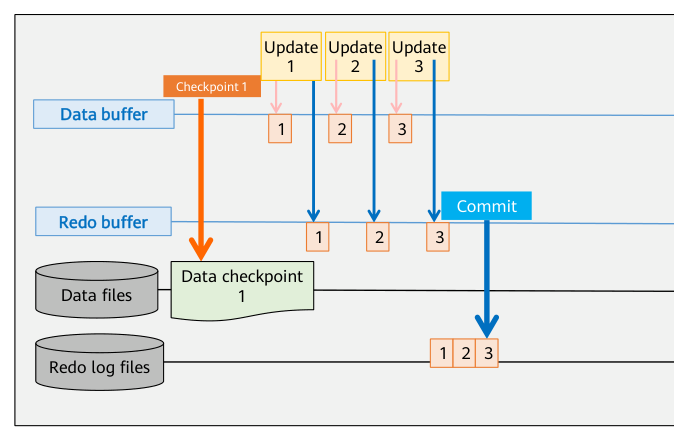 Update
1
Update
2
Update
3
Checkpoint 1
Data buffer
1
2
3
Commit
Redo buffer
1
2
3
Data checkpoint
1
Data files
1
2
3
Redo log files